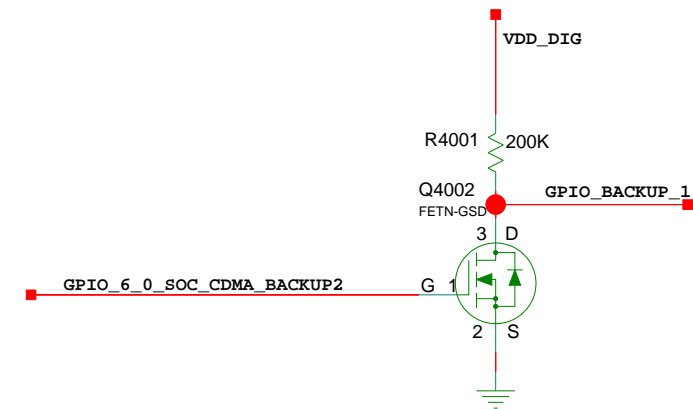 VDD_DIG
R4001 200K
Q4002 GPIO_BACKUP_1
FETN-GSD
3 D
GPIO_6_0_SOC_CDMA_BACKUP2 G 1
2 S